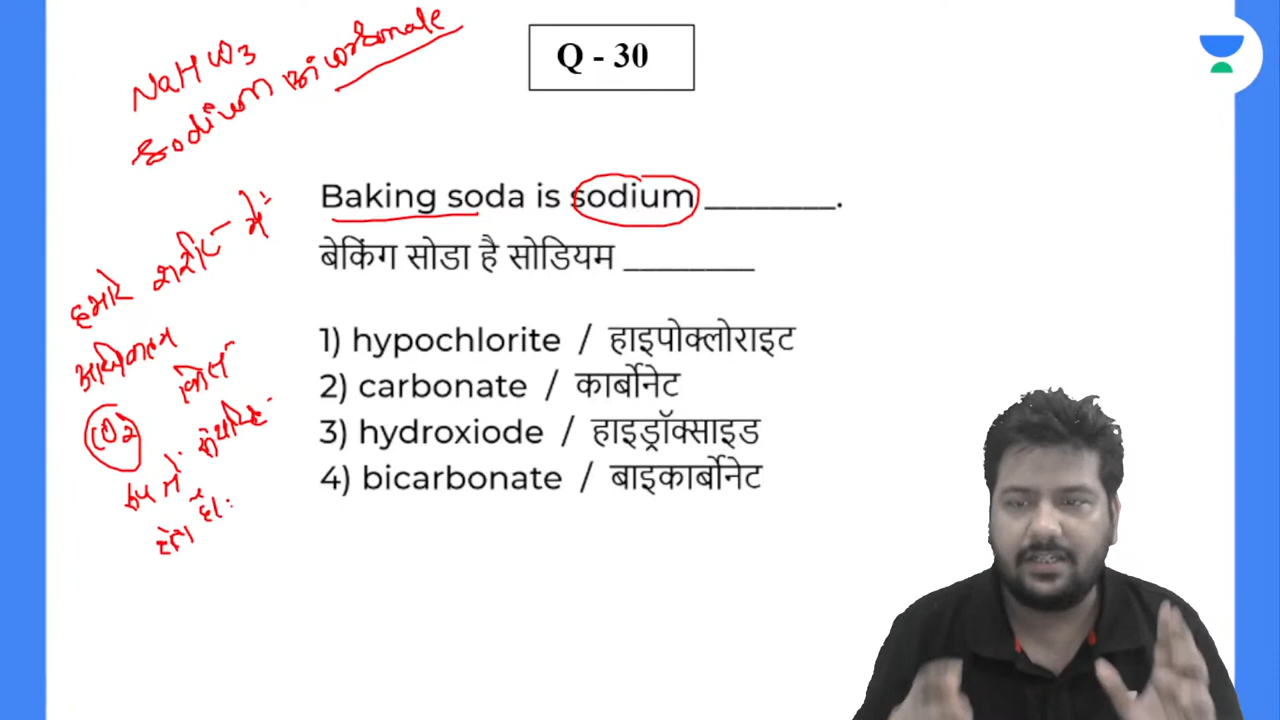 NaHCO3
Sodium Bicarbonate
Q - 30
Baking soda is sodium ________.
बेकिंग सोडा है सोडियम ________
1) hypochlorite / हाइपोक्लोराइट
2) carbonate / कार्बोनेट
3) hydroxiode / हाइड्रॉक्साइड
4) bicarbonate / बाइकार्बोनेट
हमारे शरीर में
CO2
रूप में